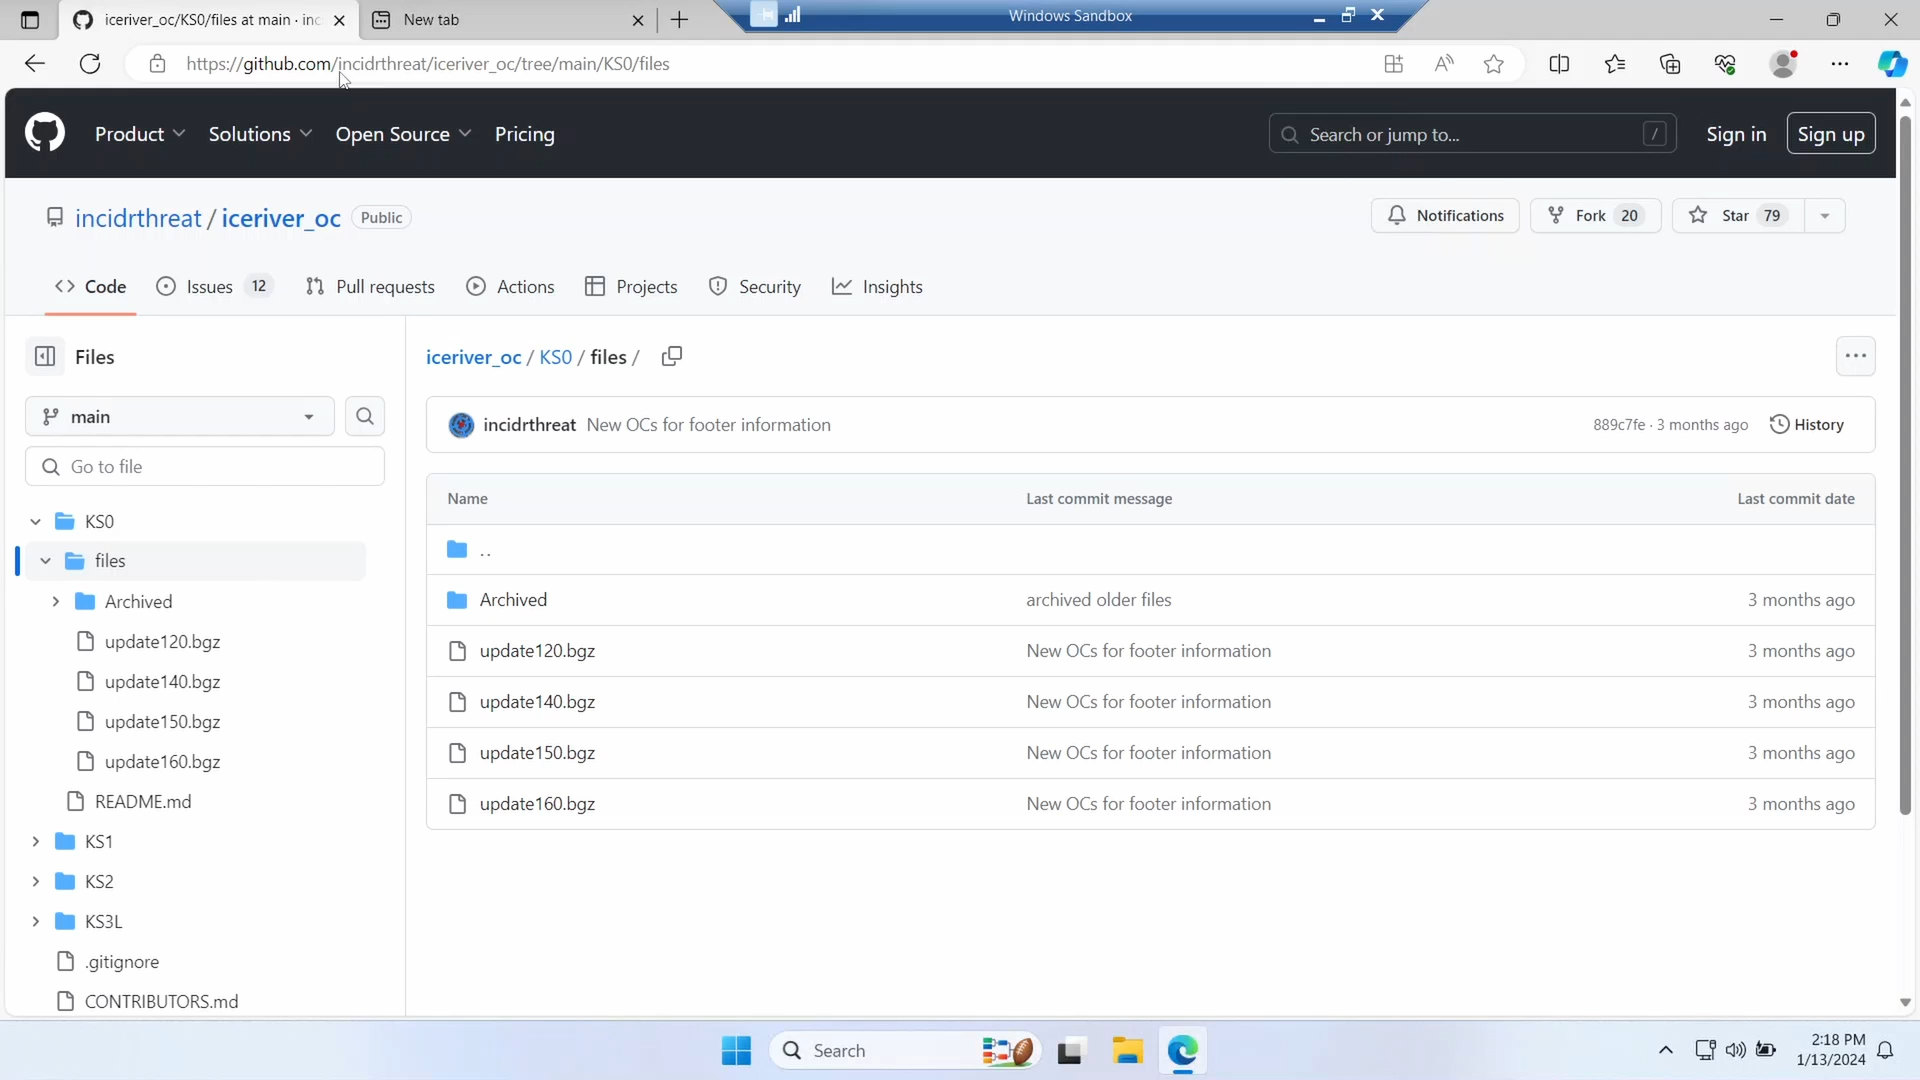 iceriver_oc/KS0/files at main · inc
New tab
Windows Sandbox
https://github.com/incidrthreat/iceriver_oc/tree/main/KS0/files
Product
Solutions
Open Source
Pricing
Search or jump to...
/
Sign in
Sign up
incidrthreat / iceriver_oc
Public
Notifications
Fork 20
Star 79
Code
Issues 12
Pull requests
Actions
Projects
Security
Insights
Files
iceriver_oc / KS0 / files /
main
Go to file
incidrthreat New OCs for footer information
889c7fe · 3 months ago
History
KS0
files
Archived
update120.bgz
update140.bgz
update150.bgz
update160.bgz
README.md
KS1
KS2
KS3L
.gitignore
CONTRIBUTORS.md
Name Last commit message Last commit date
..
Archived archived older files 3 months ago
update120.bgz New OCs for footer information 3 months ago
update140.bgz New OCs for footer information 3 months ago
update150.bgz New OCs for footer information 3 months ago
update160.bgz New OCs for footer information 3 months ago
Search
2:18 PM
1/13/2024